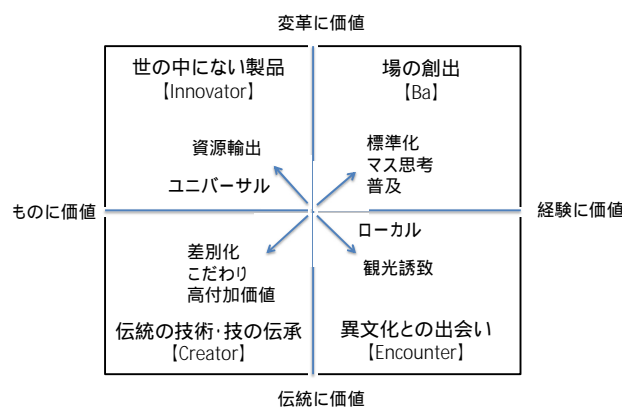 変革に価値
世の中にない製品
【Innovator】
場の創出
【Ba】
資源輸出
ユニバーサル
標準化
マス思考
普及
ものに価値
経験に価値
ローカル
観光誘致
差別化
こだわり
高付加価値
伝統の技術・技の伝承
【Creator】
異文化との出会い
【Encounter】
伝統に価値